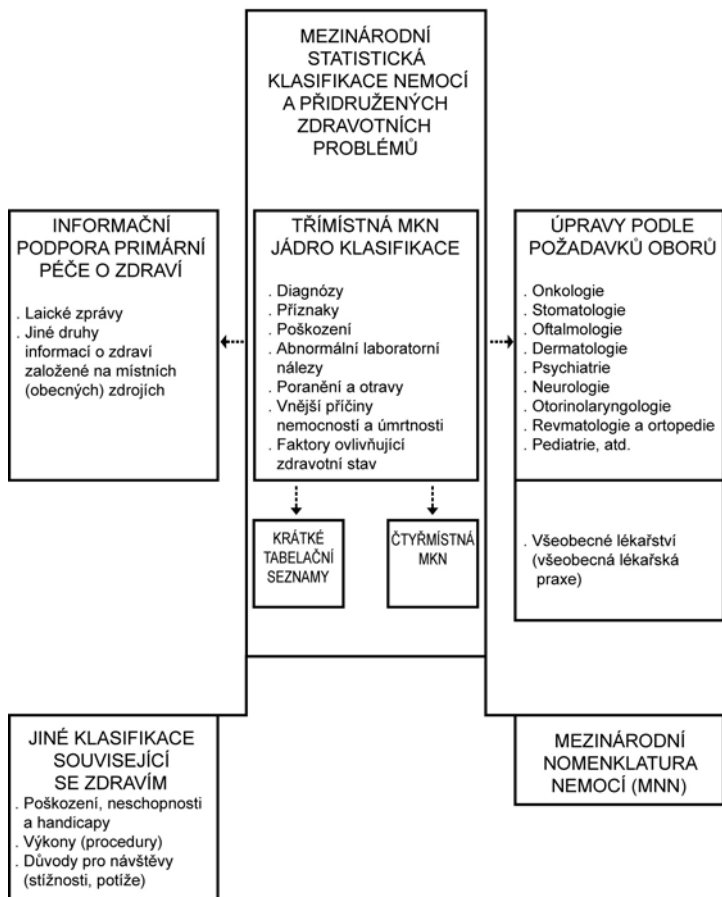 MEZINÁRODNÍ
STATISTICKÁ
KLASIFIKACE NEMOCÍ
A PŘIDRUŽENÝCH
ZDRAVOTNÍCH
PROBLÉMŮ
INFORMAČNÍ
PODPORA PRIMÁRNÍ
PÉČE O ZDRAVÍ
. Laické zprávy
. Jiné druhy
informací o zdraví
založené na místních
(obecných) zdrojích
TŘÍMÍSTNÁ MKN
JÁDRO KLASIFIKACE
. Diagnózy
. Příznaky
. Poškození
. Abnormální laboratorní
nálezy
. Poranění a otravy
. Vnější příčiny
nemocností a úmrtnosti
. Faktory ovlivňující
zdravotní stav
ÚPRAVY PODLE
POŽADAVKŮ OBORŮ
. Onkologie
. Stomatologie
. Oftalmologie
. Dermatologie
. Psychiatrie
. Neurologie
. Otorinolaryngologie
. Revmatologie a ortopedie
. Pediatrie, atd.
KRÁTKÉ
TABELAČNÍ
SEZNAMY
ČTYŘMÍSTNÁ
MKN
. Všeobecné lékařství
(všeobecná lékařská
praxe)
JINÉ KLASIFIKACE
SOUVISEJÍCÍ
SE ZDRAVÍM
. Poškození, neschopnosti
a handicapy
. Výkony (procedury)
. Důvody pro návštěvy
(stížnosti, potíže)
MEZINÁRODNÍ
NOMENKLATURA
NEMOCÍ (MNN)